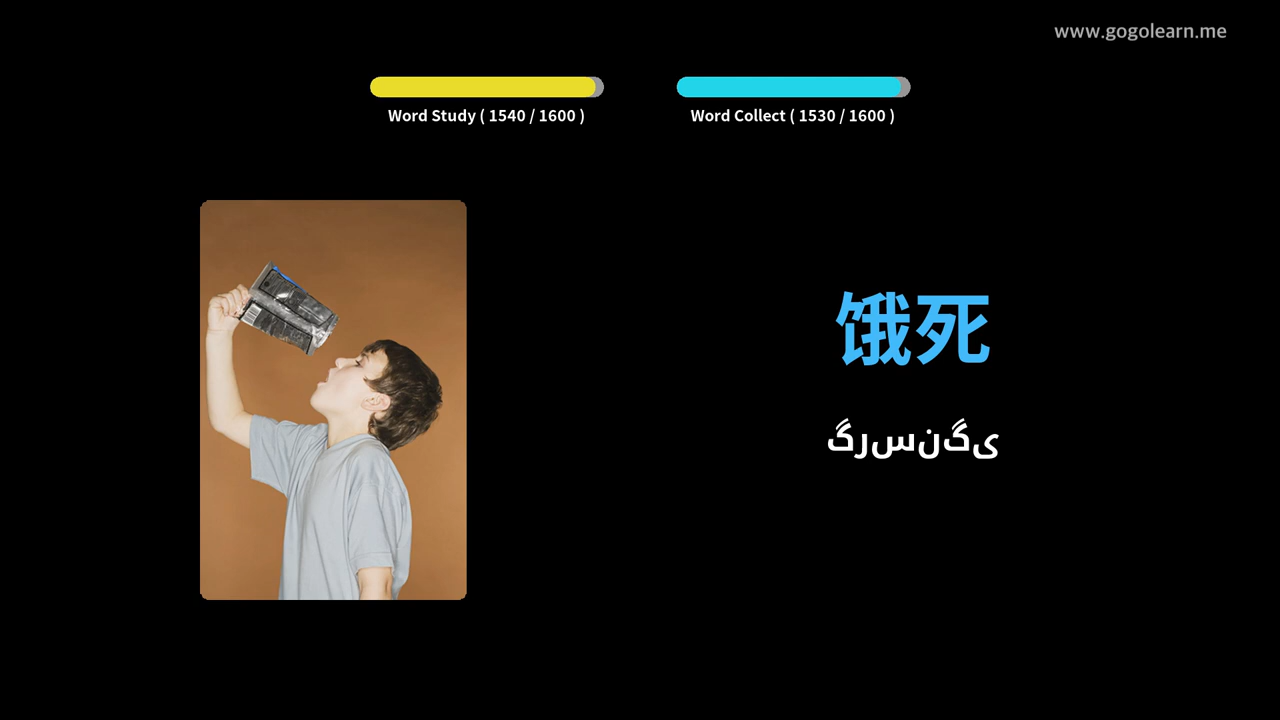 www.gogolearn.me
Word Study ( 1540 / 1600 )
Word Collect ( 1530 / 1600 )
饿死
گرسنگی